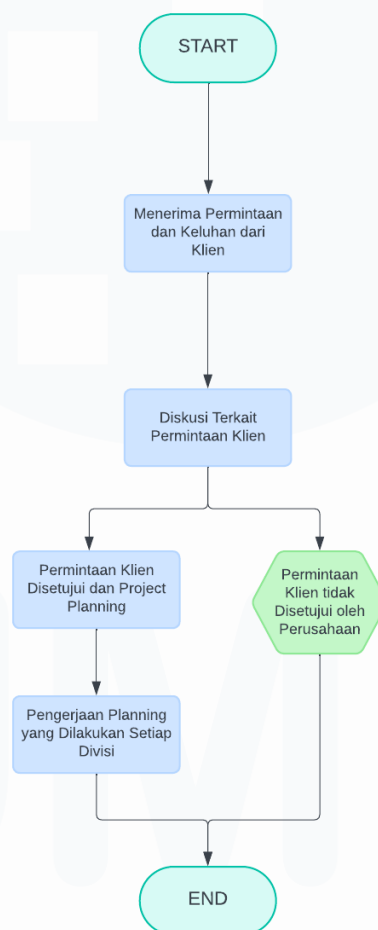 START
Menerima Permintaan
dan Keluhan dari
Klien
Diskusi Terkait
Permintaan Klien
Permintaan Klien
Disetujui dan Project
Planning
Permintaan
Klien tidak
Disetujui oleh
Perusahaan
Pengerjaan Planning
yang Dilakukan Setiap
Divisi
END